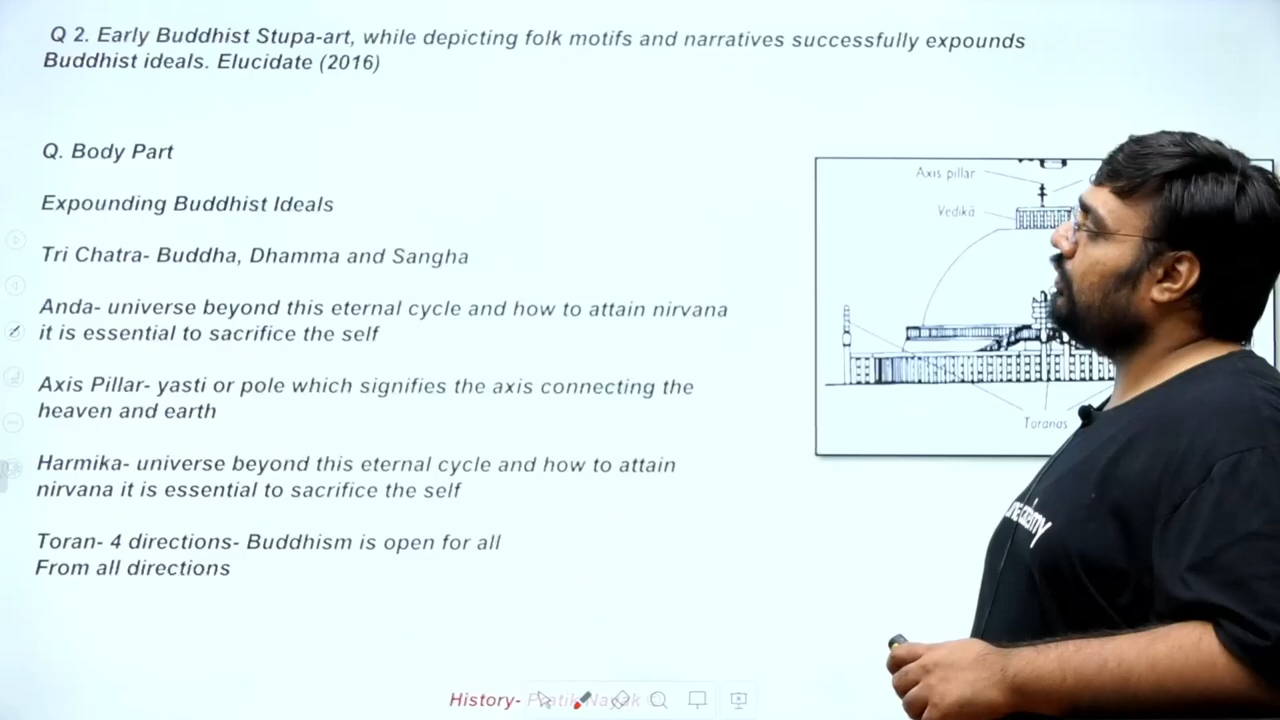 Q 2. Early Buddhist Stupa-art, while depicting folk motifs and narratives successfully expounds
Buddhist ideals. Elucidate (2016)
Q. Body Part
Expounding Buddhist Ideals
Tri Chatra- Buddha, Dhamma and Sangha
Anda- universe beyond this eternal cycle and how to attain nirvana
it is essential to sacrifice the self
Axis Pillar- yasti or pole which signifies the axis connecting the
heaven and earth
Harmika- universe beyond this eternal cycle and how to attain
nirvana it is essential to sacrifice the self
Toran- 4 directions- Buddhism is open for all
From all directions
Axis pillar
Vedikā
Toranas
History- Pratik Nayak